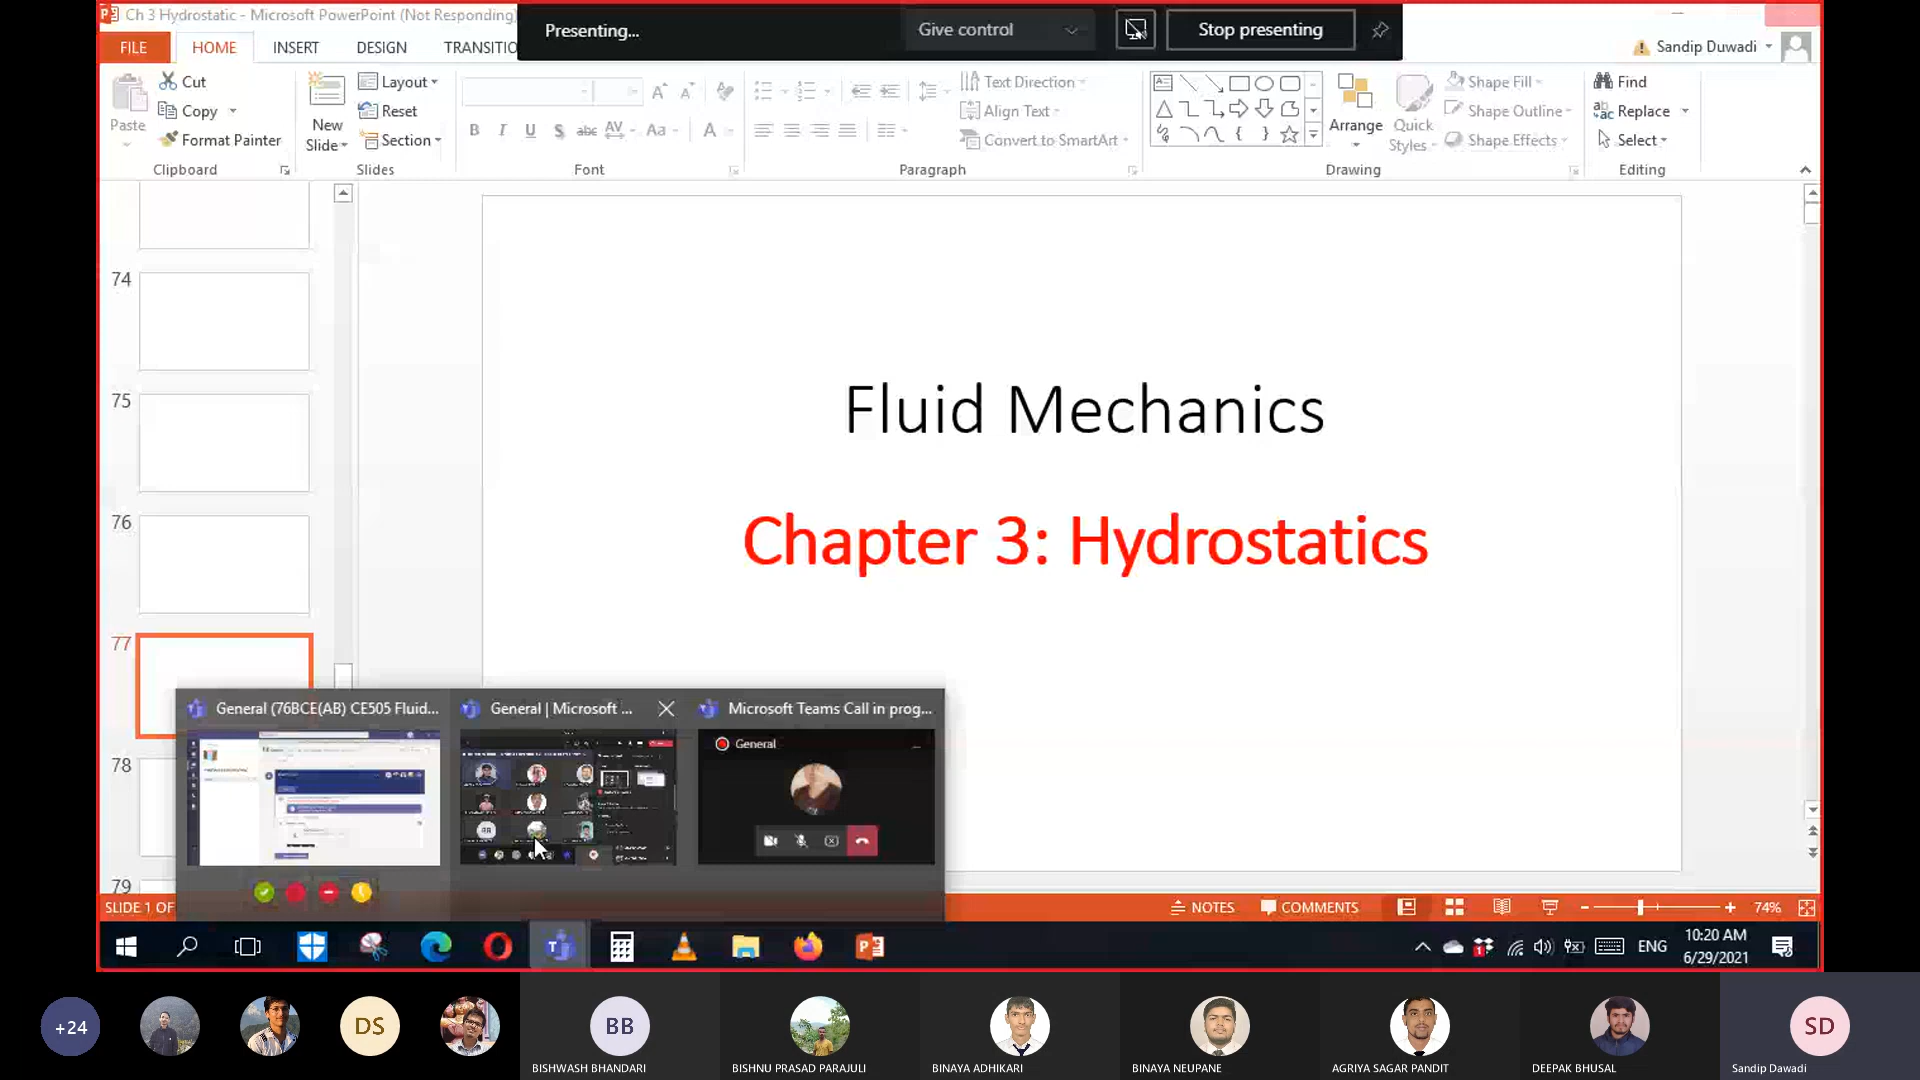 Ch 3 Hydrostatic - Microsoft PowerPoint (Not Responding)
Presenting...
Give control
Stop presenting
FILE
HOME
INSERT
DESIGN
TRANSITIO
Sandip Duwadi
Paste
Cut
Copy
Format Painter
Clipboard
New
Slide
Layout
Reset
Section
Slides
B I U S abc AV Aa A
Font
Text Direction
Align Text
Convert to SmartArt
Paragraph
Arrange
Quick
Styles
Shape Fill
Shape Outline
Shape Effects
Drawing
Find
Replace
Select
Editing
74
75
76
77
78
79
Fluid Mechanics
Chapter 3: Hydrostatics
General (76BCE(AB) CE505 Fluid...
General | Microsoft ...
Microsoft Teams Call in prog...
General
SLIDE 1 OF
NOTES
COMMENTS
74%
ENG
10:20 AM
6/29/2021
+24
DS
BB
BISHWASH BHANDARI
BISHNU PRASAD PARAJULI
BINAYA ADHIKARI
BINAYA NEUPANE
AGRIYA SAGAR PANDIT
DEEPAK BHUSAL
SD
Sandip Dawadi